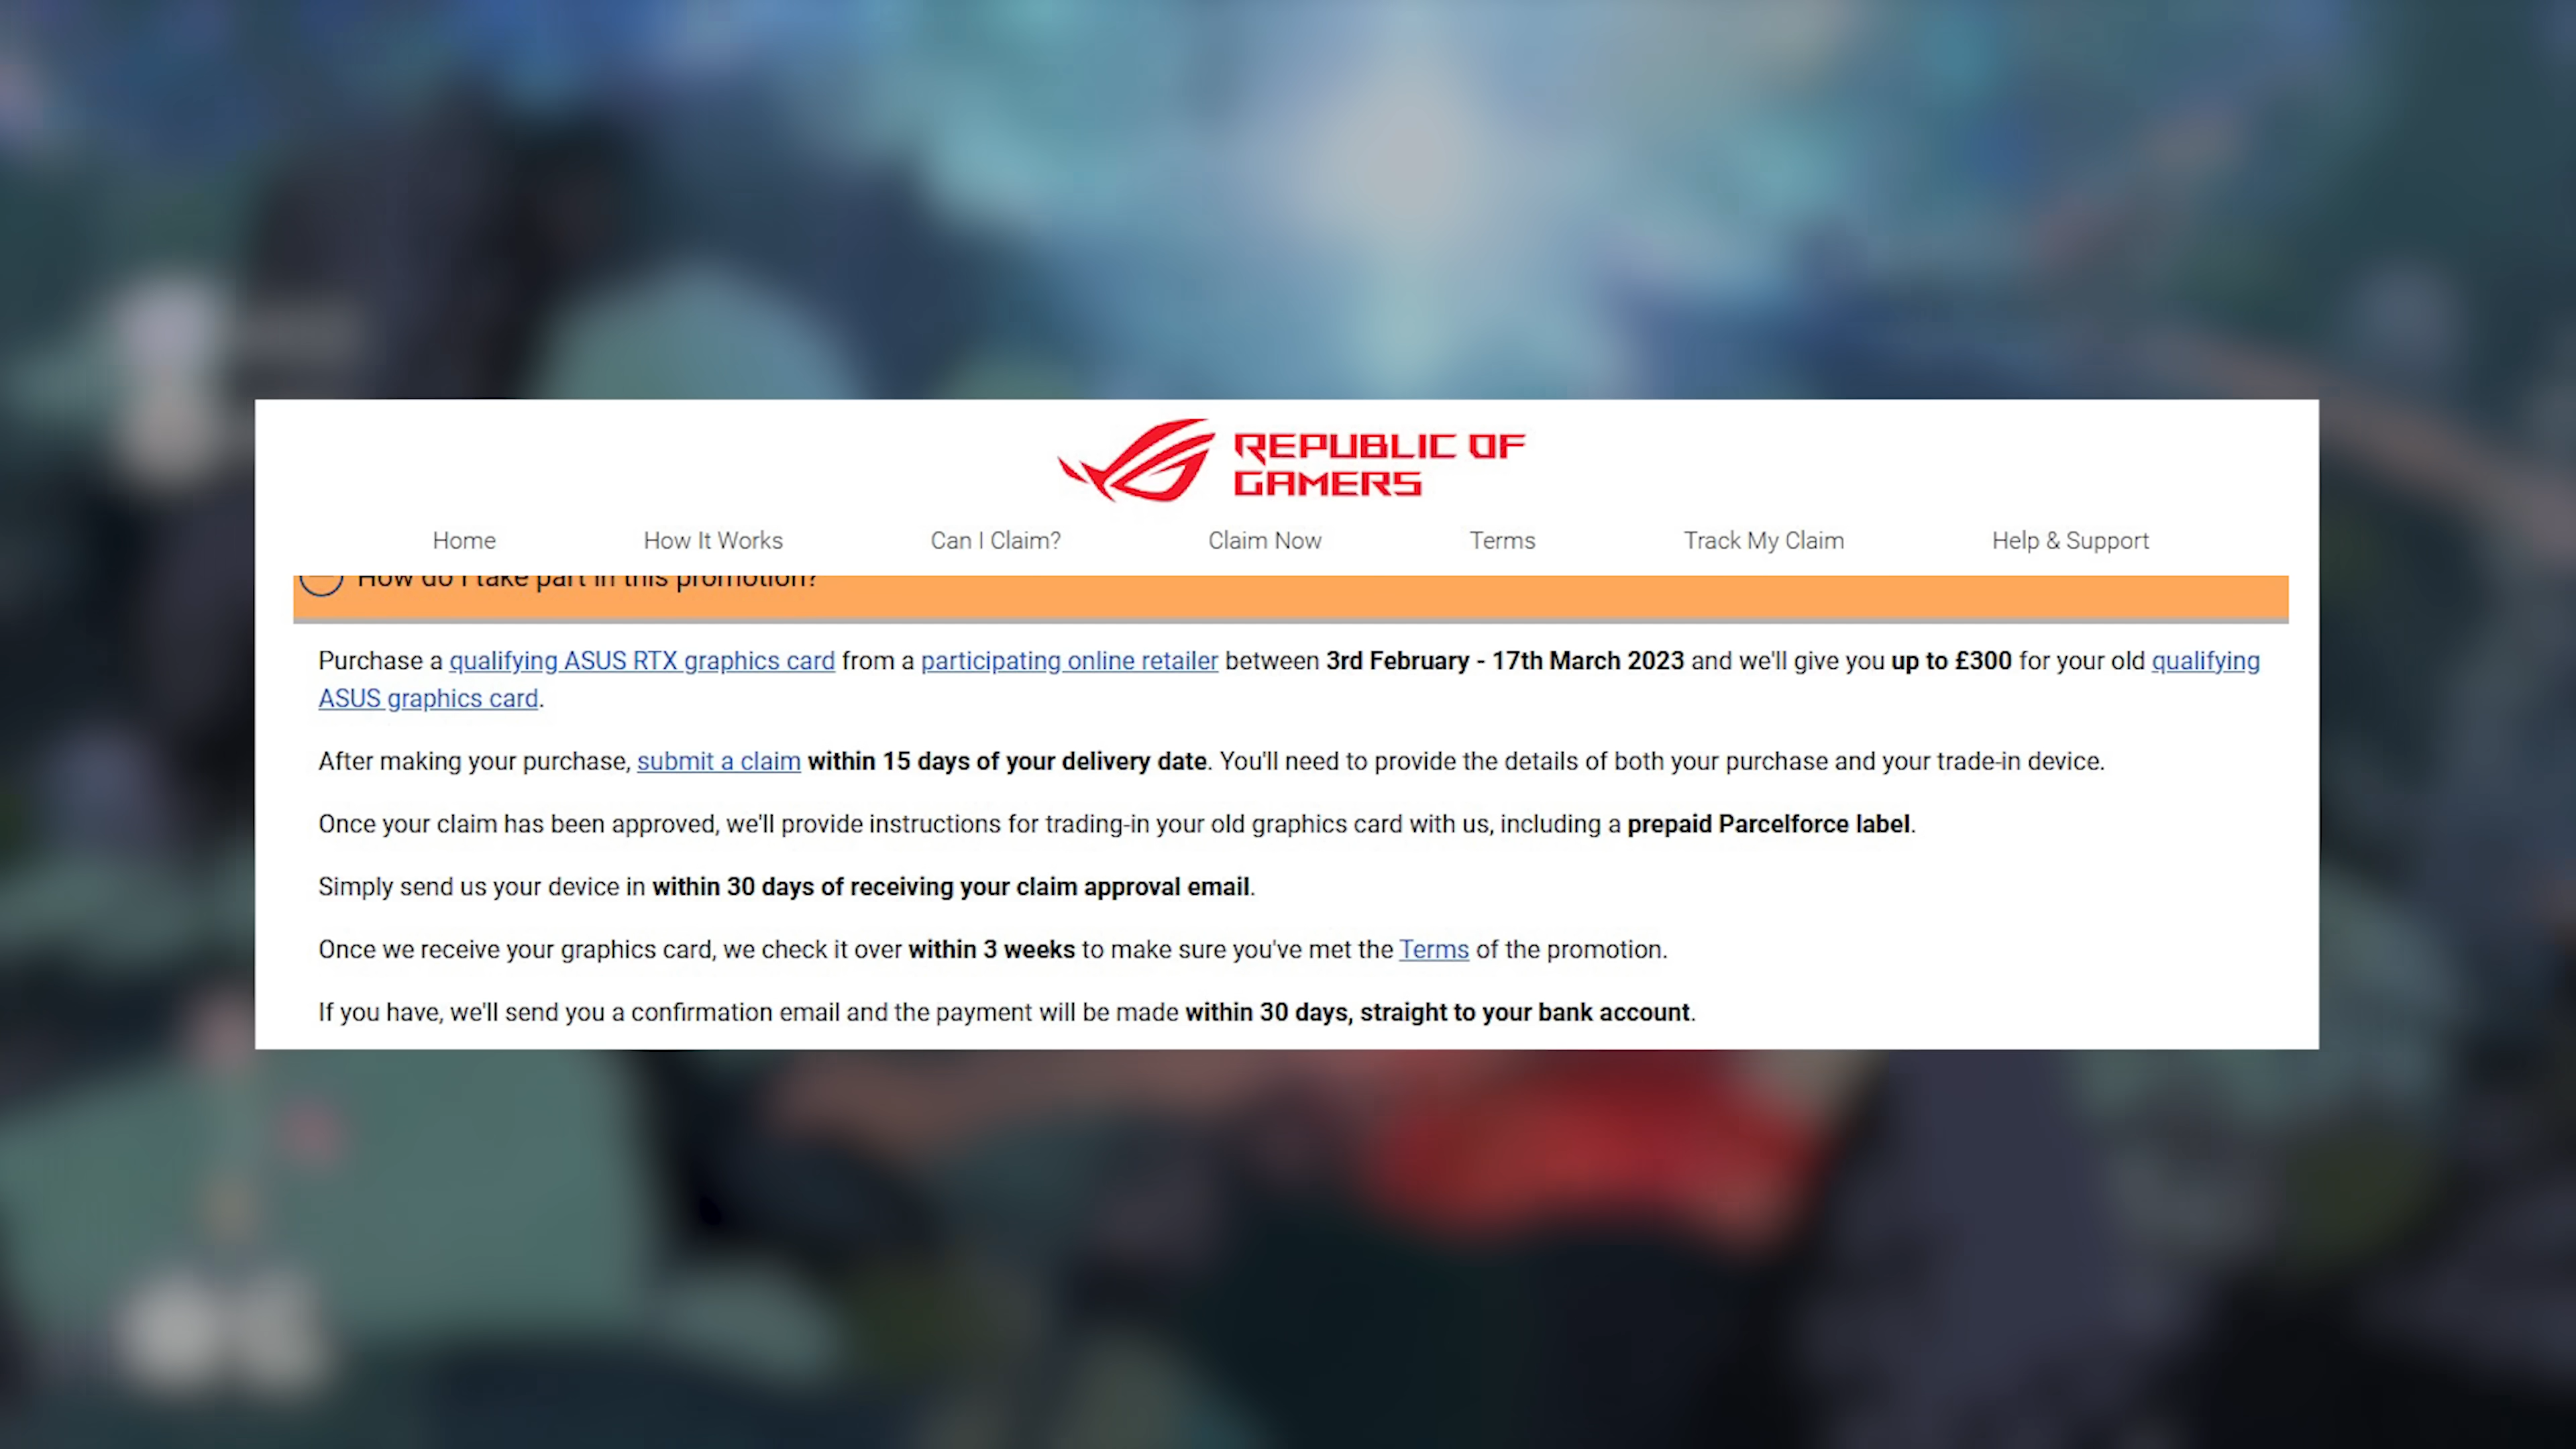 REPUBLIC OF
GAMERS
Home How It Works Can I Claim? Claim Now Terms Track My Claim Help & Support
How do I take part in this promotion?
Purchase a qualifying ASUS RTX graphics card from a participating online retailer between 3rd February - 17th March 2023 and we'll give you up to £300 for your old qualifying
ASUS graphics card.
After making your purchase, submit a claim within 15 days of your delivery date. You'll need to provide the details of both your purchase and your trade-in device.
Once your claim has been approved, we'll provide instructions for trading-in your old graphics card with us, including a prepaid Parcelforce label.
Simply send us your device in within 30 days of receiving your claim approval email.
Once we receive your graphics card, we check it over within 3 weeks to make sure you've met the Terms of the promotion.
If you have, we'll send you a confirmation email and the payment will be made within 30 days, straight to your bank account.